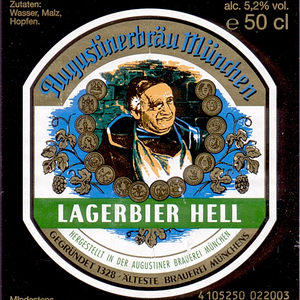 Zutaten:
Wasser, Malz,
Hopfen.
alc. 5,2% vol.
e 50 cl
Augustinerbräu München
LAGERBIER HELL
HERGESTELLT IN DER AUGUSTINER BRAUEREI MÜNCHEN
GEGRÜNDET 1328 - ÄLTESTE BRAUEREI MÜNCHENS
4 105250 022003